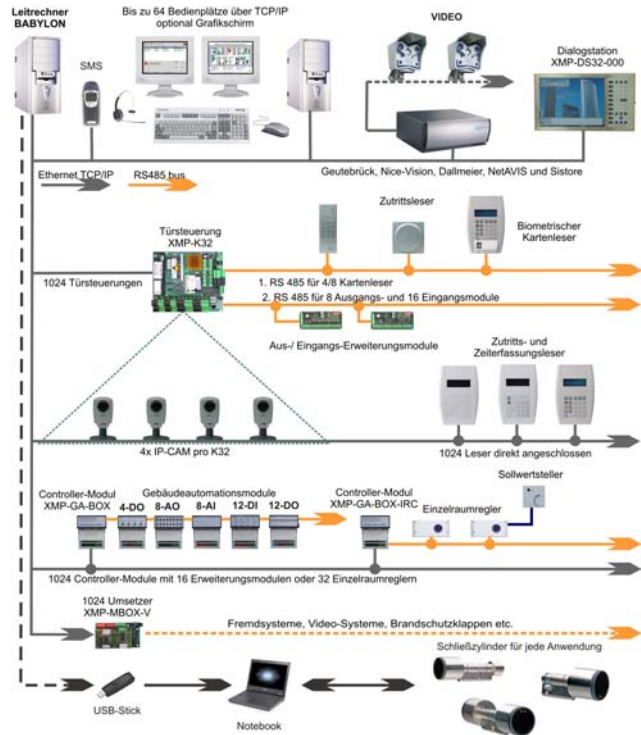 Leitrechner
BABYLON
Bis zu 64 Bedienplätze über TCP/IP
optional Grafikschirm
VIDEO
SMS
Dialogstation
XMP-DS32-000
Ethernet TCP/IP
RS485 bus
Geutebrück, Nice-Vision, Dallmeier, NetAVIS und Sistore
Türsteuerung
XMP-K32
Zutrittsleser
Biometrischer
Kartenleser
1024 Türsteuerungen
1. RS 485 für 4/8 Kartenleser
2. RS 485 für 8 Ausgangs- und 16 Eingangsmodule
Aus-/ Eingangs-Erweiterungsmodule
Zutritts- und
Zeiterfassungsleser
4x IP-CAM pro K32
1024 Leser direkt angeschlossen
Sollwertsteller
Controller-Modul
XMP-GA-BOX
Gebäudeautomationsmodule
4-DO 8-AO 8-AI 12-DI 12-DO
Controller-Modul
XMP-GA-BOX-IRC
Einzelraumregler
1024 Controller-Module mit 16 Erweiterungsmodulen oder 32 Einzelraumreglern
1024 Umsetzer
XMP-MBOX-V
Fremdsysteme, Video-Systeme, Brandschutzklappen etc.
Schließzylinder für jede Anwendung
USB-Stick
Notebook